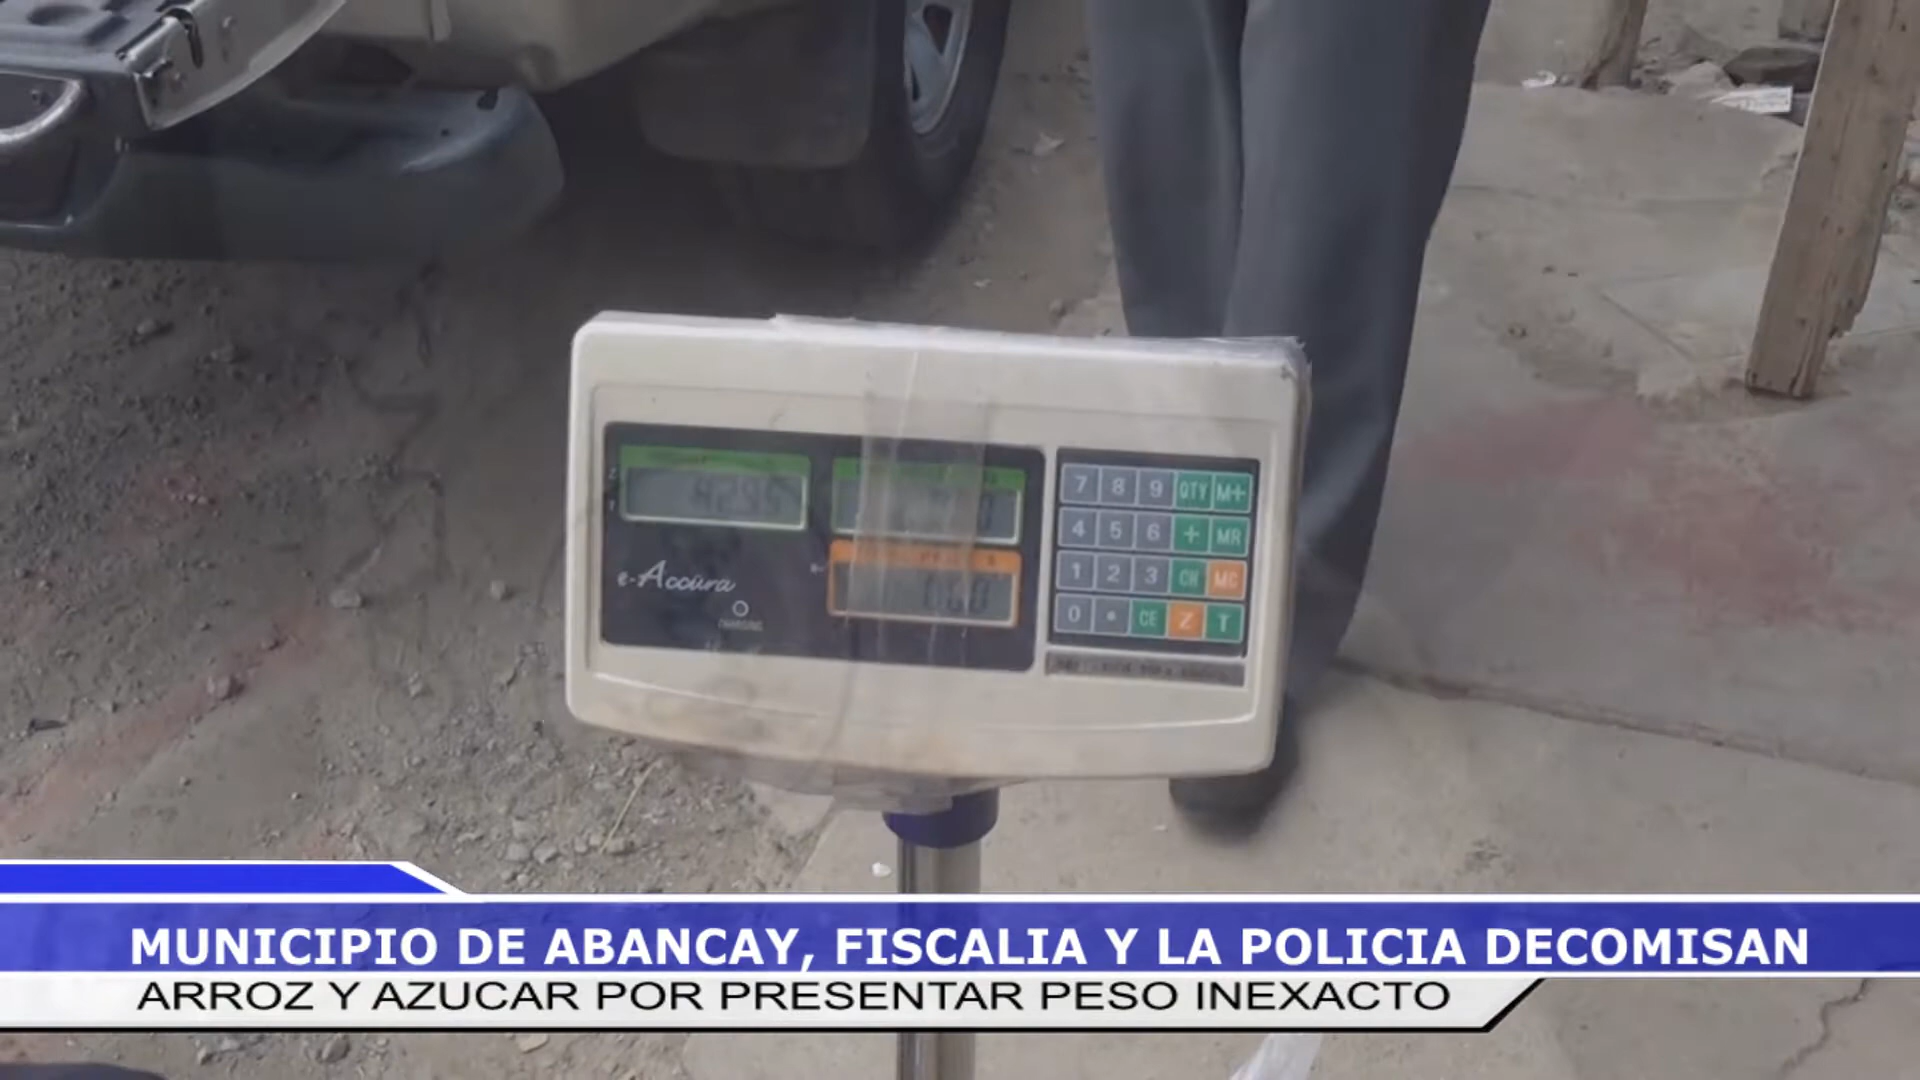 e-Accura
CHARGING
7 8 9 QTY M+
4 5 6 + MR
1 2 3 MC
0 . CE Z T
MUNICIPIO DE ABANCAY, FISCALIA Y LA POLICIA DECOMISAN
ARROZ Y AZUCAR POR PRESENTAR PESO INEXACTO